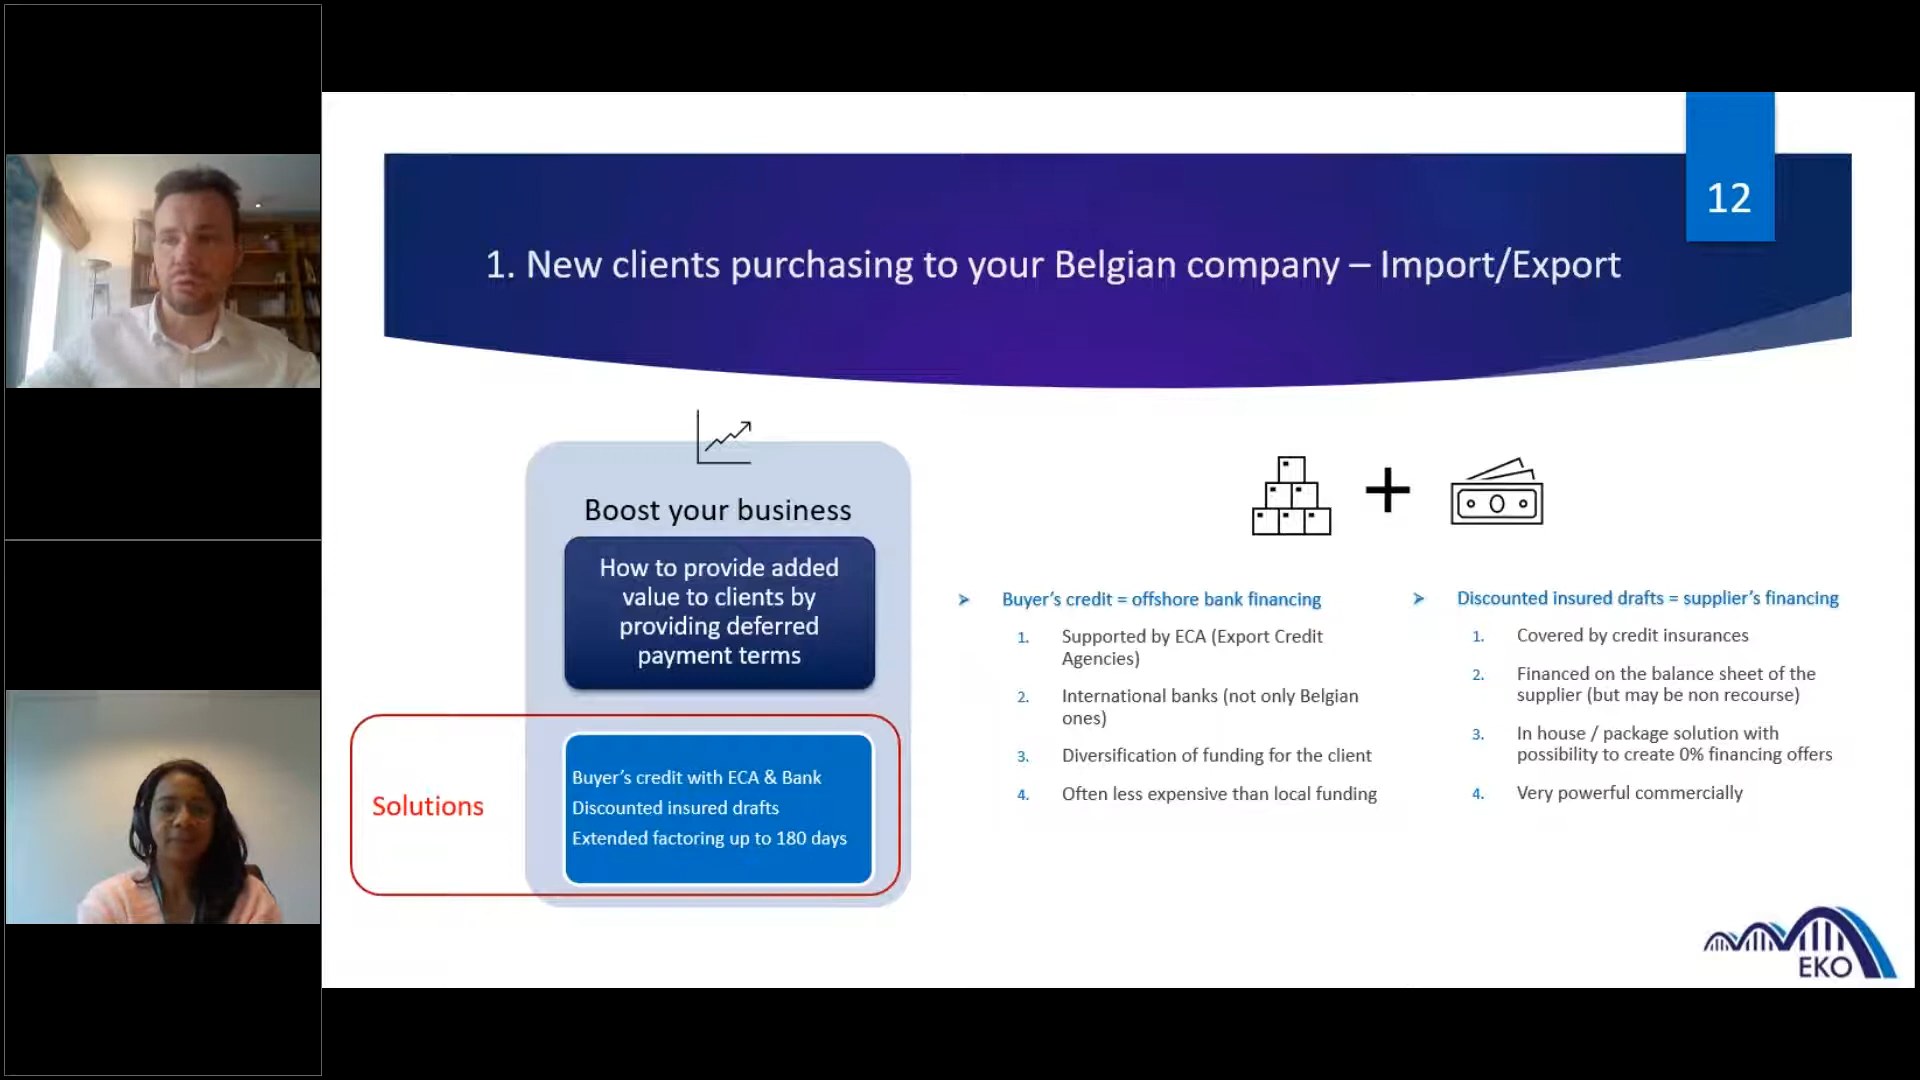 12
1. New clients purchasing to your Belgian company – Import/Export
Boost your business
How to provide added
value to clients by
providing deferred
payment terms
Solutions
Buyer's credit with ECA & Bank
Discounted insured drafts
Extended factoring up to 180 days
Buyer's credit = offshore bank financing
1. Supported by ECA (Export Credit
Agencies)
2. International banks (not only Belgian
ones)
3. Diversification of funding for the client
4. Often less expensive than local funding
Discounted insured drafts = supplier's financing
1. Covered by credit insurances
2. Financed on the balance sheet of the
supplier (but may be non recourse)
3. In house / package solution with
possibility to create 0% financing offers
4. Very powerful commercially
EKO